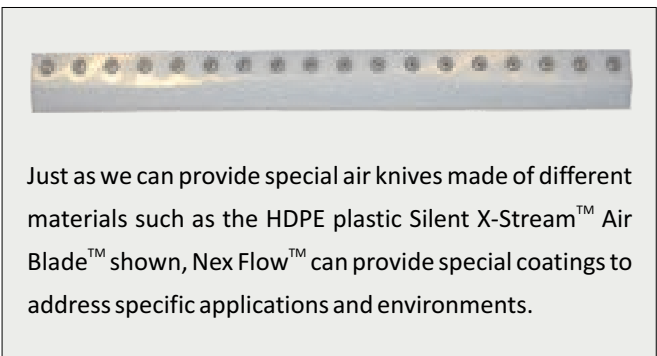 Just as we can provide special air knives made of different
materials such as the HDPE plastic Silent X-Stream™ Air
Blade™ shown, Nex Flow™ can provide special coatings to
address specific applications and environments.